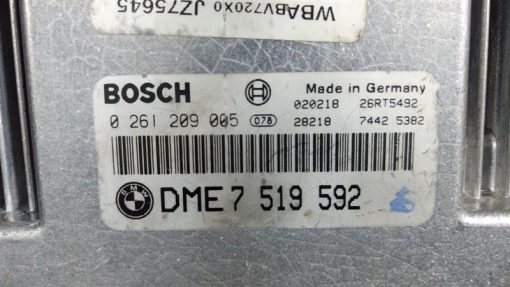 WBABV720X0 JZ75645
BOSCH
Made in Germany
020218 26RT5492
0 261 209 005 078
28218 7442 5382
BMW
DME 7 519 592